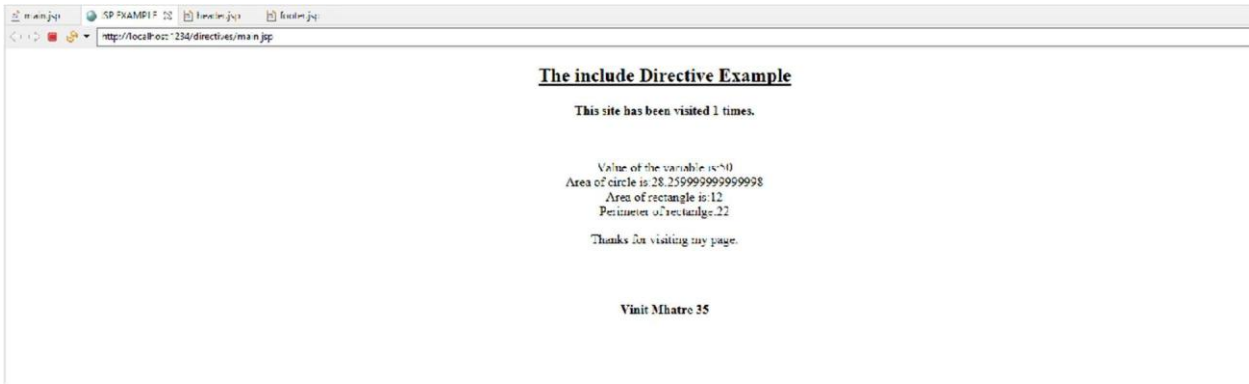 main.jsp JSP EXAMPLE header.jsp footer.jsp
http://localhost:1234/directives/main.jsp
The include Directive Example
This site has been visited 1 times.
Value of the variable is:50
Area of circle is:28.259999999999998
Area of rectangle is:12
Perimeter of rectanlge:22
Thanks for visiting my page.
Vinit Mhatre 35